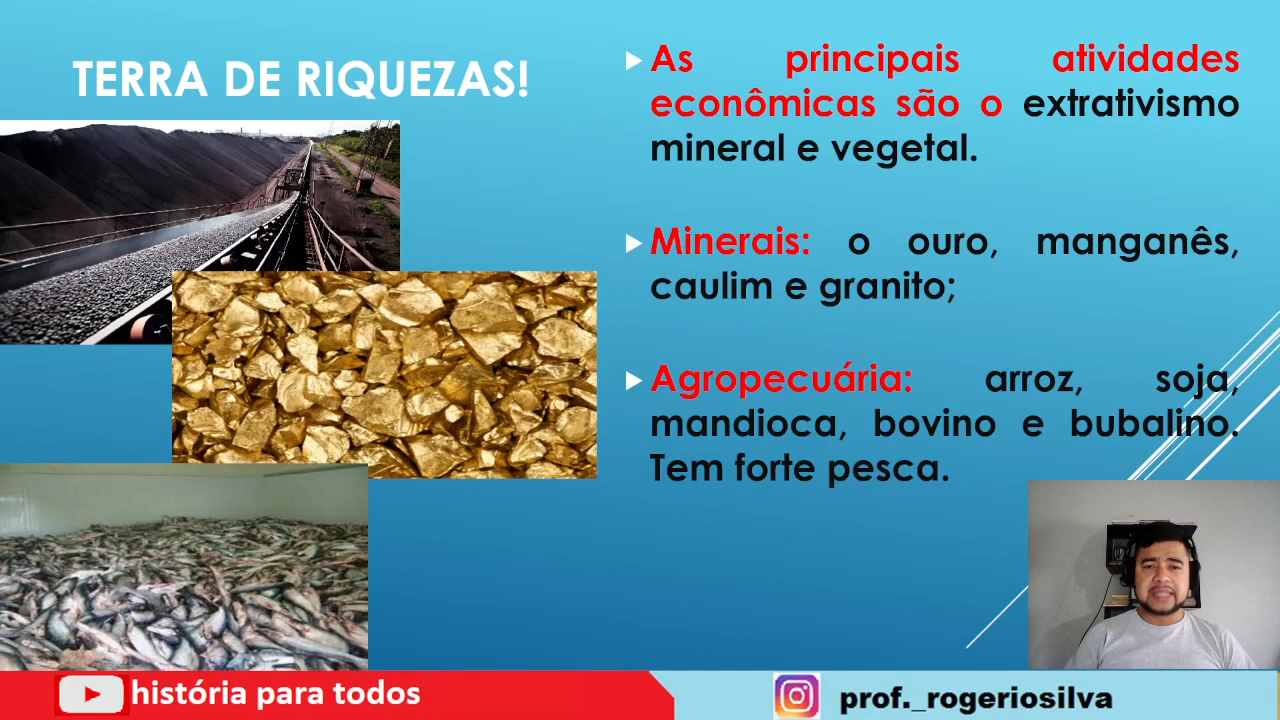 TERRA DE RIQUEZAS!
As principais atividades
econômicas são o extrativismo
mineral e vegetal.
Minerais: o ouro, manganês,
caulim e granito;
Agropecuária: arroz, soja,
mandioca, bovino e bubalino.
Tem forte pesca.
história para todos
prof._rogeriosilva